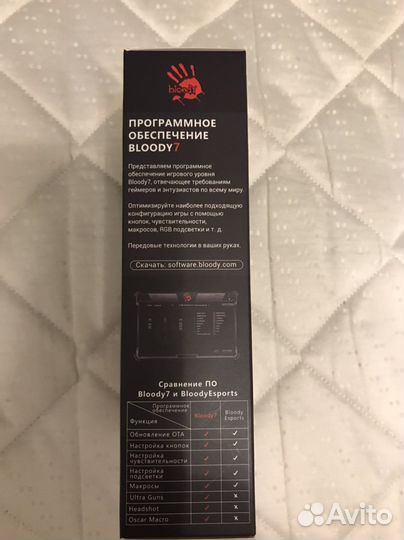 bloody
ПРОГРАММНОЕ
ОБЕСПЕЧЕНИЕ
BLOODY7
Представляем программное
обеспечение игрового уровня
Bloody7, отвечающее требованиям
геймеров и энтузиастов по всему миру.
Оптимизируйте наиболее подходящую
конфигурацию игры с помощью
кнопок, чувствительности,
макросов, RGB подсветки и т. д.
Передовые технологии в ваших руках.
Скачать: software.bloody.com
Сравнение ПО
Bloody7 и BloodyEsports
Программное
обеспечение
Функция
Bloody7
Bloody
Esports
Обновление OTA ✓ ✓
Настройка кнопок ✓ ✓
Настройка
чувствительности ✓ ✓
Настройка
подсветки ✓ ✓
Макросы ✓ ✓
Ultra Guns ✓ x
Headshot ✓ x
Oscar Macro ✓ x
Avito